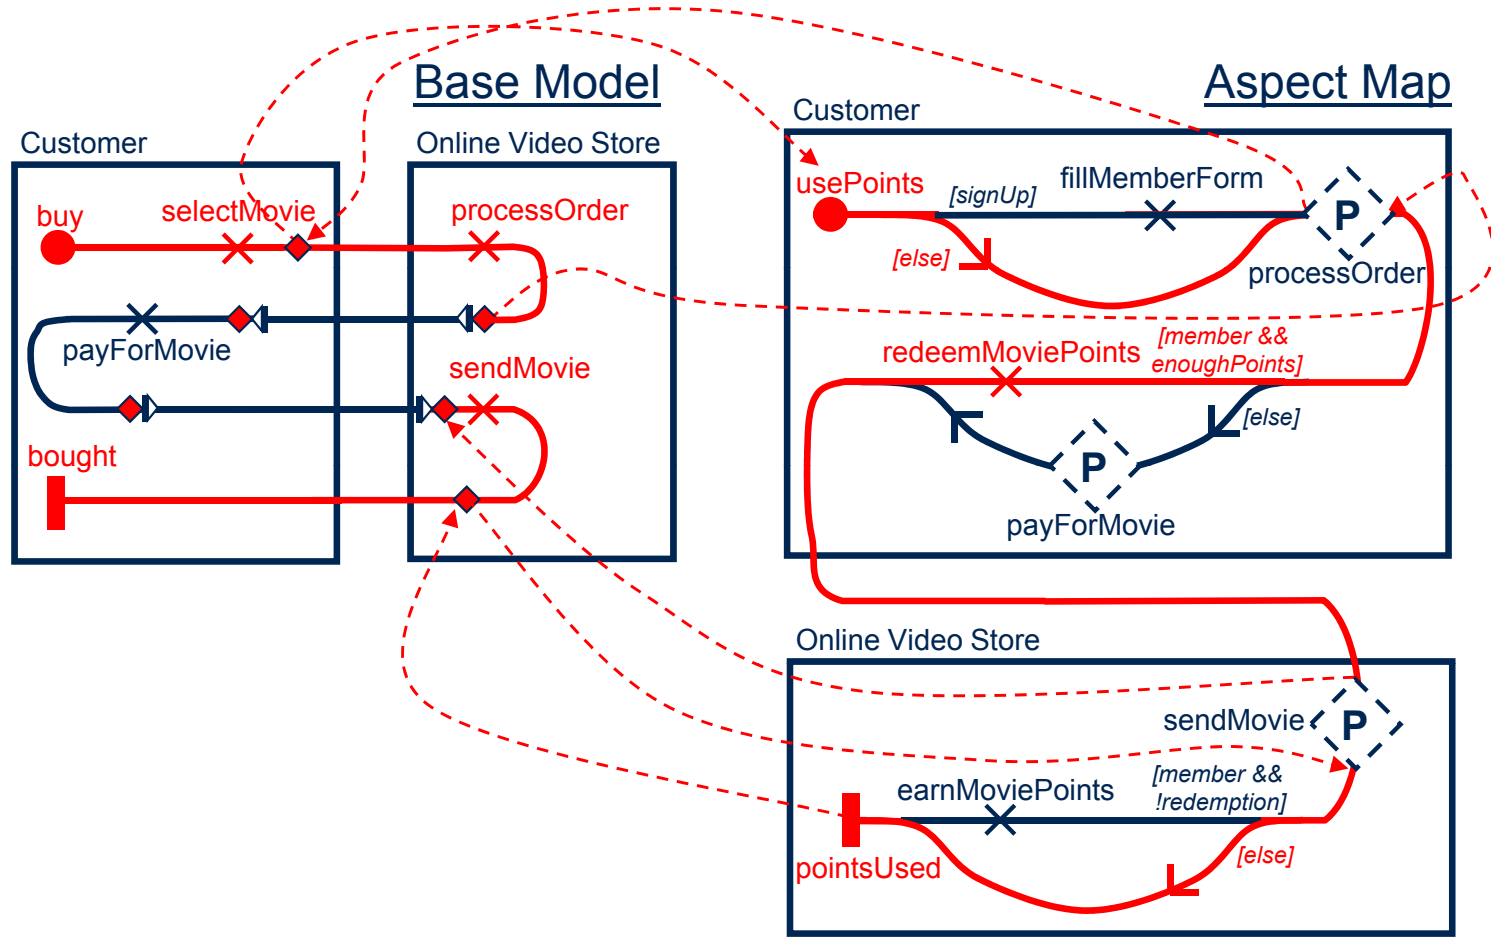 Base Model
Customer
Online Video Store
buy
selectMovie
processOrder
payForMovie
sendMovie
bought
Aspect Map
Customer
usePoints
[signUp]
fillMemberForm
P
[else]
processOrder
redeemMoviePoints
[member &&
enoughPoints]
[else]
P
payForMovie
Online Video Store
sendMovie
P
earnMoviePoints
[member &&
!redemption]
[else]
pointsUsed